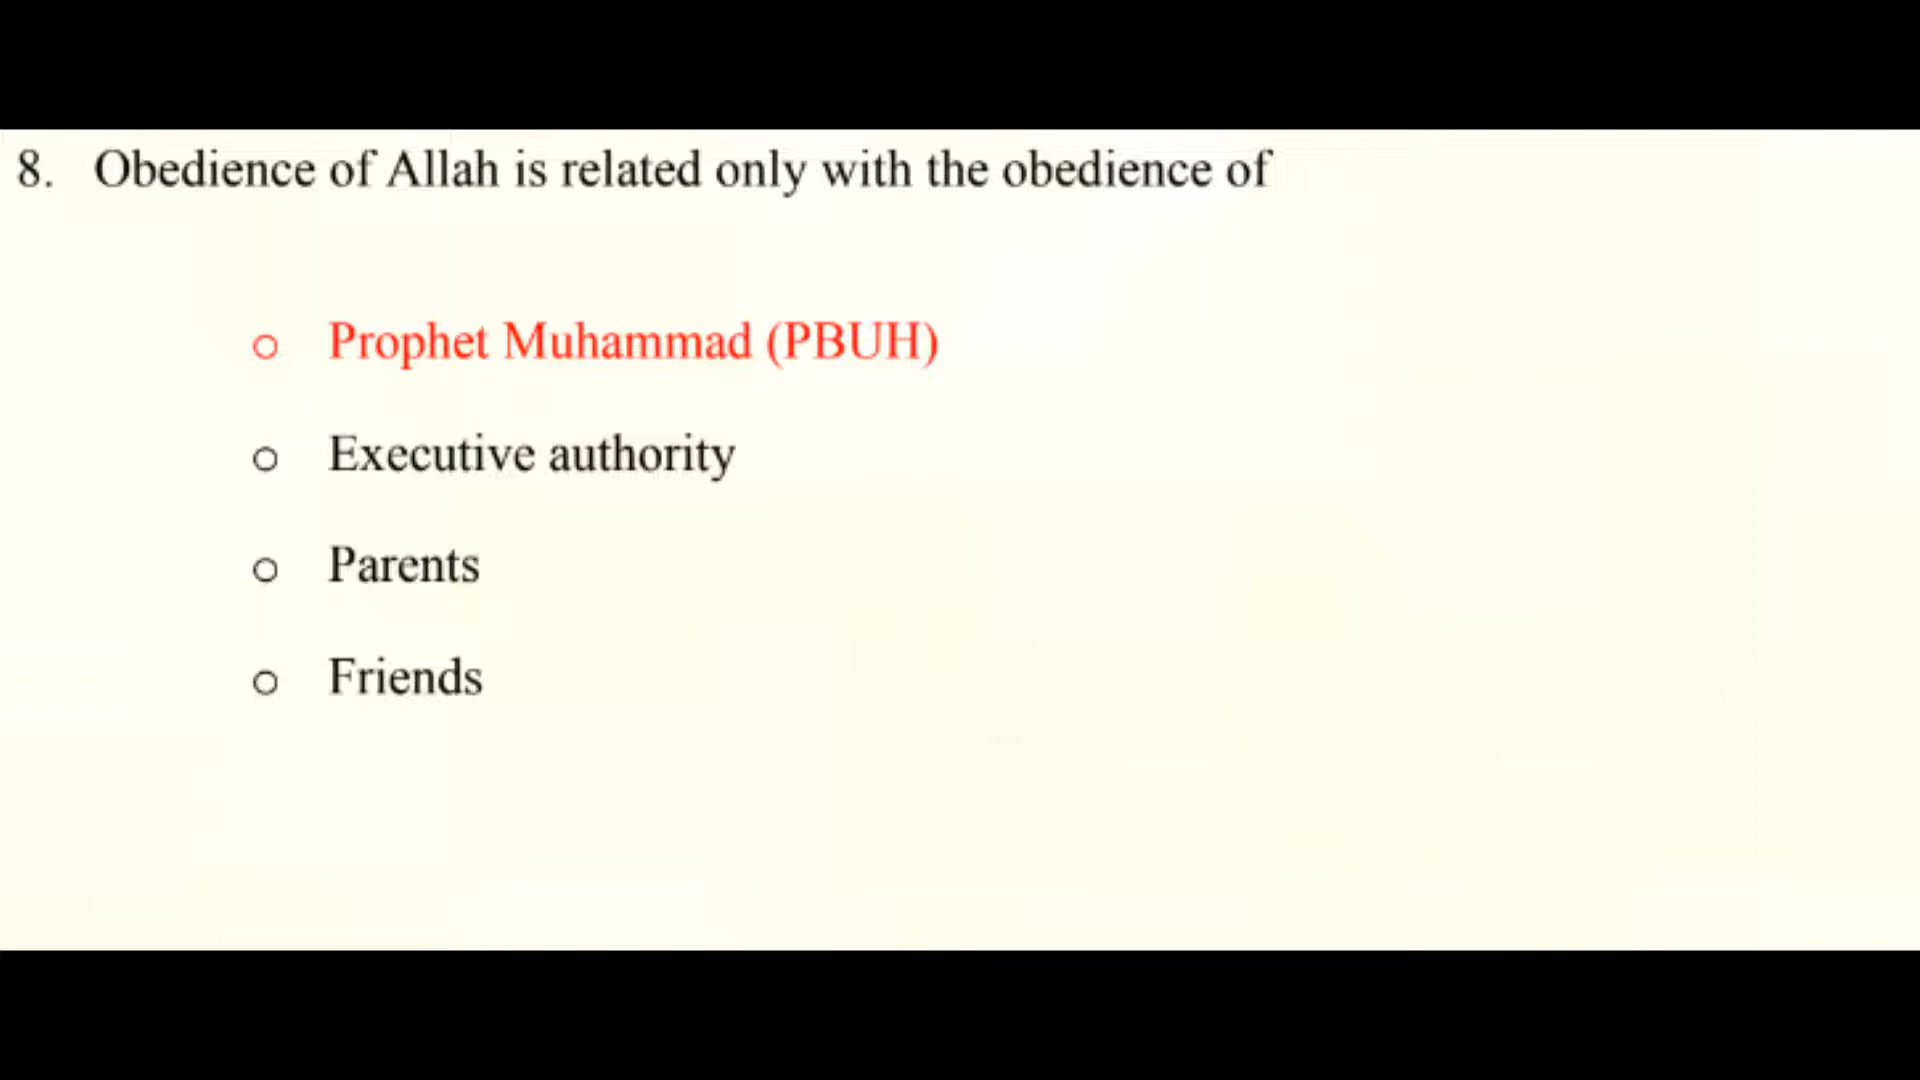 8. Obedience of Allah is related only with the obedience of
o Prophet Muhammad (PBUH)
o Executive authority
o Parents
o Friends